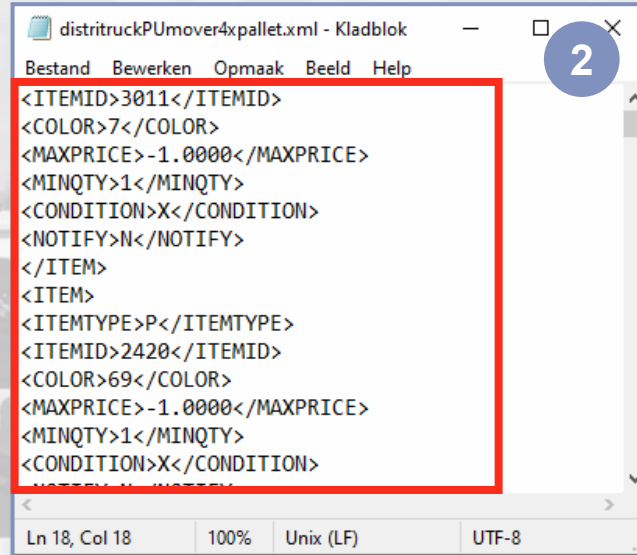 distritruckPUmover4xpallet.xml - Kladblok
2
Bestand Bewerken Opmaak Beeld Help
<ITEMID>3011</ITEMID>
<COLOR>7</COLOR>
<MAXPRICE>-1.0000</MAXPRICE>
<MINQTY>1</MINQTY>
<CONDITION>X</CONDITION>
<NOTIFY>N</NOTIFY>
</ITEM>
<ITEM>
<ITEMTYPE>P</ITEMTYPE>
<ITEMID>2420</ITEMID>
<COLOR>69</COLOR>
<MAXPRICE>-1.0000</MAXPRICE>
<MINQTY>1</MINQTY>
<CONDITION>X</CONDITION>
Ln 18, Col 18 100% Unix (LF) UTF-8